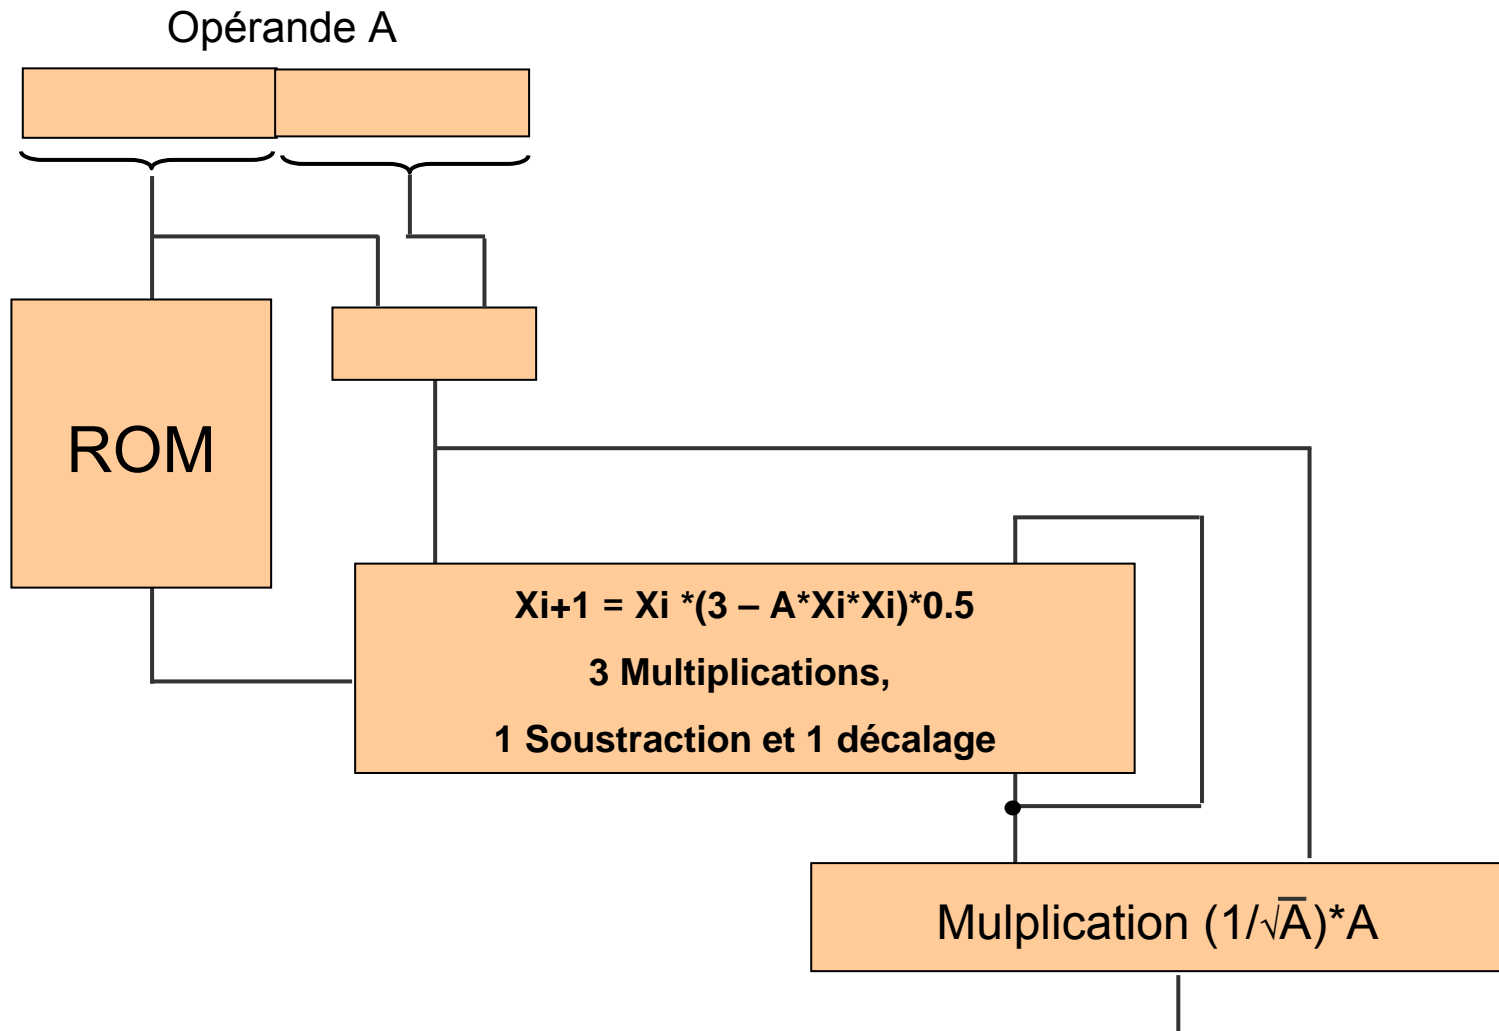 Opérande A
ROM
Xi+1 = Xi *(3 – A*Xi*Xi)*0.5
3 Multiplications,
1 Soustraction et 1 décalage
Mulplication (1/√A̅)*A